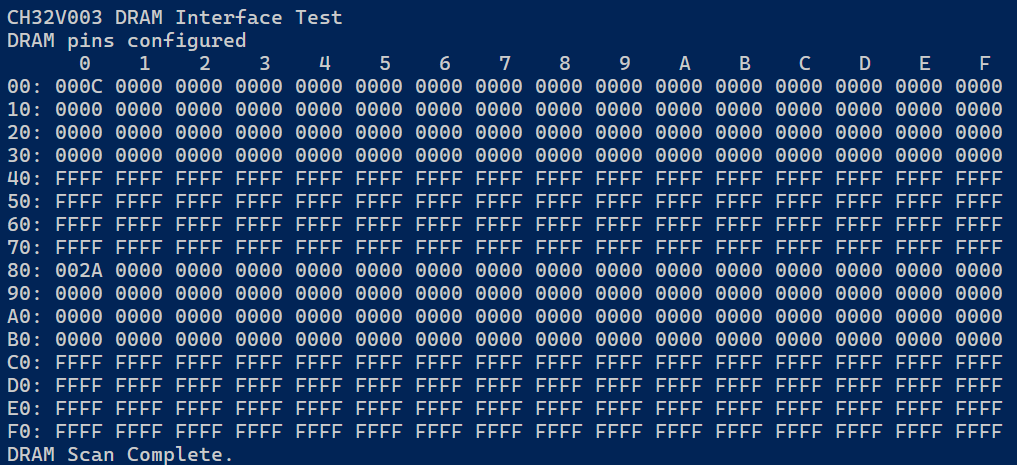 CH32V003 DRAM Interface Test
DRAM pins configured
0 1 2 3 4 5 6 7 8 9 A B C D E F
00: 000C 0000 0000 0000 0000 0000 0000 0000 0000 0000 0000 0000 0000 0000 0000 0000
10: 0000 0000 0000 0000 0000 0000 0000 0000 0000 0000 0000 0000 0000 0000 0000 0000
20: 0000 0000 0000 0000 0000 0000 0000 0000 0000 0000 0000 0000 0000 0000 0000 0000
30: 0000 0000 0000 0000 0000 0000 0000 0000 0000 0000 0000 0000 0000 0000 0000 0000
40: FFFF FFFF FFFF FFFF FFFF FFFF FFFF FFFF FFFF FFFF FFFF FFFF FFFF FFFF FFFF FFFF
50: FFFF FFFF FFFF FFFF FFFF FFFF FFFF FFFF FFFF FFFF FFFF FFFF FFFF FFFF FFFF FFFF
60: FFFF FFFF FFFF FFFF FFFF FFFF FFFF FFFF FFFF FFFF FFFF FFFF FFFF FFFF FFFF FFFF
70: FFFF FFFF FFFF FFFF FFFF FFFF FFFF FFFF FFFF FFFF FFFF FFFF FFFF FFFF FFFF FFFF
80: 002A 0000 0000 0000 0000 0000 0000 0000 0000 0000 0000 0000 0000 0000 0000 0000
90: 0000 0000 0000 0000 0000 0000 0000 0000 0000 0000 0000 0000 0000 0000 0000 0000
A0: 0000 0000 0000 0000 0000 0000 0000 0000 0000 0000 0000 0000 0000 0000 0000 0000
B0: 0000 0000 0000 0000 0000 0000 0000 0000 0000 0000 0000 0000 0000 0000 0000 0000
C0: FFFF FFFF FFFF FFFF FFFF FFFF FFFF FFFF FFFF FFFF FFFF FFFF FFFF FFFF FFFF FFFF
D0: FFFF FFFF FFFF FFFF FFFF FFFF FFFF FFFF FFFF FFFF FFFF FFFF FFFF FFFF FFFF FFFF
E0: FFFF FFFF FFFF FFFF FFFF FFFF FFFF FFFF FFFF FFFF FFFF FFFF FFFF FFFF FFFF FFFF
F0: FFFF FFFF FFFF FFFF FFFF FFFF FFFF FFFF FFFF FFFF FFFF FFFF FFFF FFFF FFFF FFFF
DRAM Scan Complete.